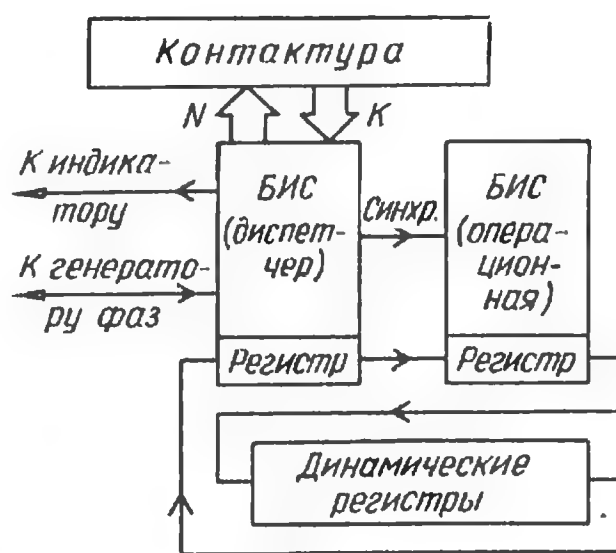 Контактура
N
K
К индика-
тору
БИС
(диспет-
чер)
Синхр.
БИС
(опера-
цион-
ная)
К генерато-
ру фаз
Регистр
Регистр
Динамические
регистры